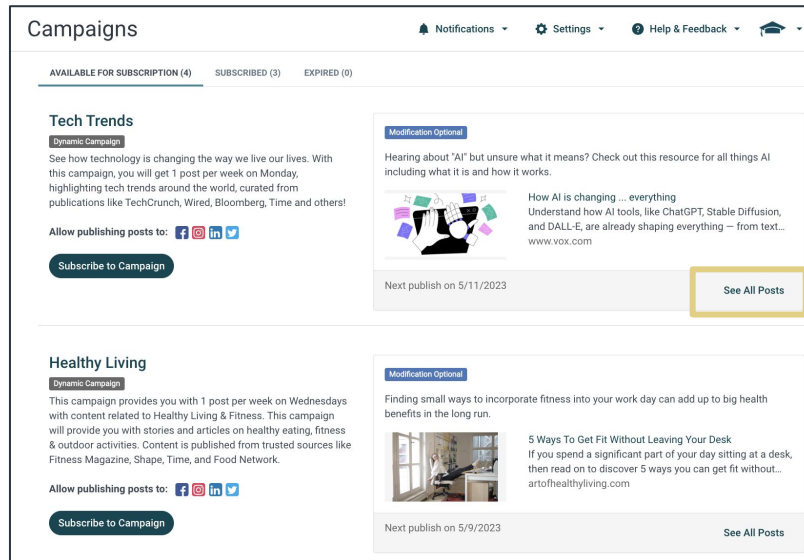 Campaigns
Notifications
Settings
Help & Feedback
AVAILABLE FOR SUBSCRIPTION (4)
SUBSCRIBED (3)
EXPIRED (0)
Tech Trends
Dynamic Campaign
See how technology is changing the way we live our lives. With
this campaign, you will get 1 post per week on Monday,
highlighting tech trends around the world, curated from
publications like TechCrunch, Wired, Bloomberg, Time and others!
Allow publishing posts to:
Subscribe to Campaign
Modification Optional
Hearing about "AI" but unsure what it means? Check out this resource for all things AI
including what it is and how it works.
How AI is changing ... everything
Understand how AI tools, like ChatGPT, Stable Diffusion,
and DALL-E, are already shaping everything — from text...
www.vox.com
Next publish on 5/11/2023
See All Posts
Healthy Living
Dynamic Campaign
This campaign provides you with 1 post per week on Wednesdays
with content related to Healthy Living & Fitness. This campaign
will provide you with stories and articles on healthy eating, fitness
& outdoor activities. Content is published from trusted sources like
Fitness Magazine, Shape, Time, and Food Network.
Allow publishing posts to:
Subscribe to Campaign
Modification Optional
Finding small ways to incorporate fitness into your work day can add up to big health
benefits in the long run.
5 Ways To Get Fit Without Leaving Your Desk
If you spend a significant part of your day sitting at a desk,
then read on to discover 5 ways you can get fit without...
artofhealthyliving.com
Next publish on 5/9/2023
See All Posts